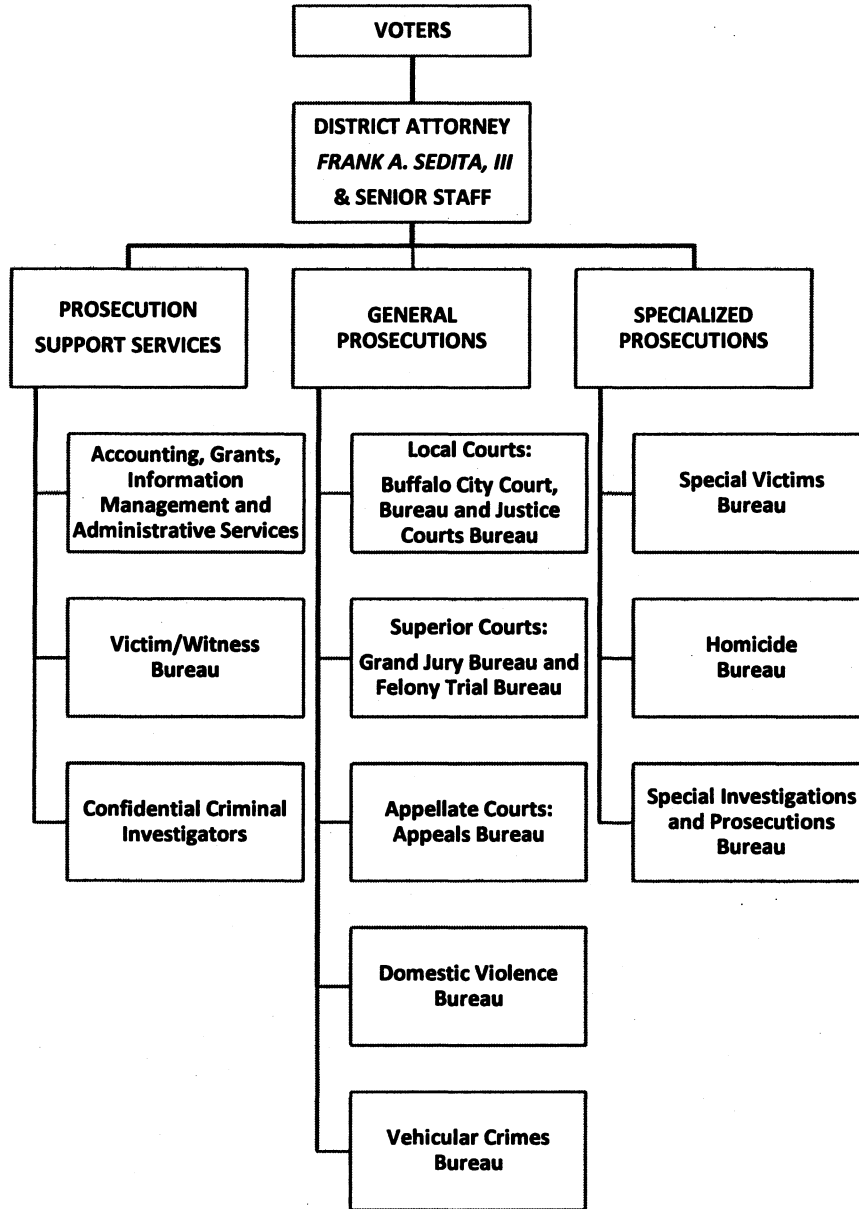 VOTERS
DISTRICT ATTORNEY
FRANK A. SEDITA, III
& SENIOR STAFF
PROSECUTION
SUPPORT SERVICES
Accounting, Grants,
Information
Management and
Administrative Services
Victim/Witness
Bureau
Confidential Criminal
Investigators
GENERAL
PROSECUTIONS
Local Courts:
Buffalo City Court,
Bureau and Justice
Courts Bureau
Superior Courts:
Grand Jury Bureau and
Felony Trial Bureau
Appellate Courts:
Appeals Bureau
Domestic Violence
Bureau
Vehicular Crimes
Bureau
SPECIALIZED
PROSECUTIONS
Special Victims
Bureau
Homicide
Bureau
Special Investigations
and Prosecutions
Bureau